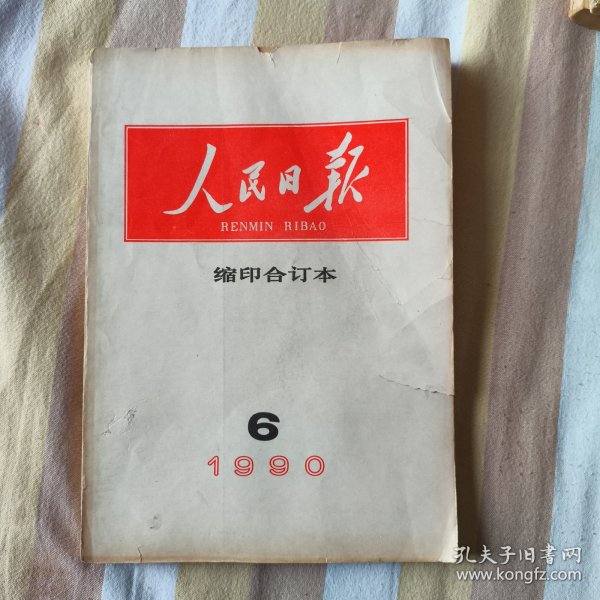 人民日报
RENMIN RIBAO
缩印合订本
6
1990
孔夫子旧书网
www.kongfz.com